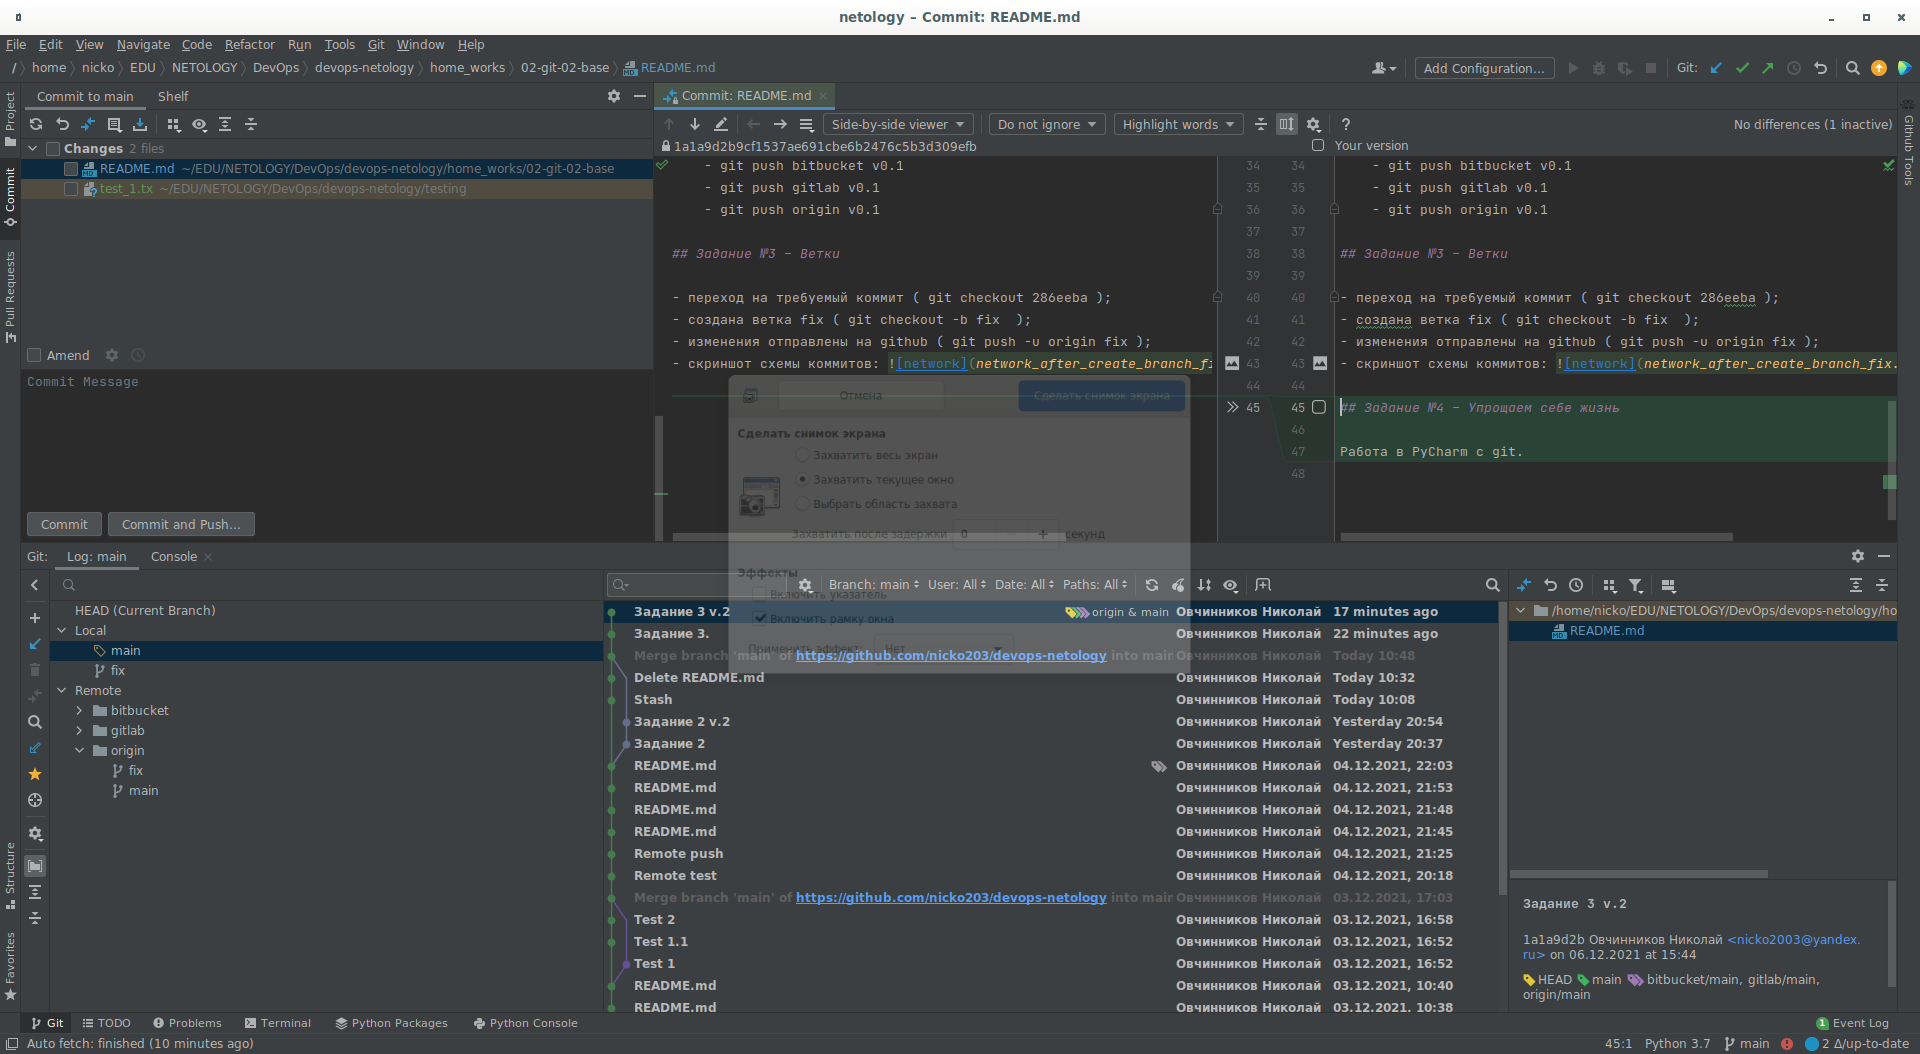 netology – Commit: README.md
File Edit View Navigate Code Refactor Run Tools Git Window Help
/ home nicko EDU NETOLOGY DevOps devops-netology home_works 02-git-02-base README.md
Add Configuration...
Git:
Project
Commit
Pull Requests
Structure
Favorites
Github Tools
Commit to main Shelf
Changes 2 files
README.md ~/EDU/NETOLOGY/DevOps/devops-netology/home_works/02-git-02-base
test_1.tx ~/EDU/NETOLOGY/DevOps/devops-netology/testing
Amend
Commit Message
Commit Commit and Push...
Commit: README.md
Side-by-side viewer Do not ignore Highlight words ? No differences (1 inactive)
1a1a9d2b9cf1537ae691cbe6b2476c5b3d309efb Your version
- git push bitbucket v0.1 34 34 - git push bitbucket v0.1
- git push gitlab v0.1 35 35 - git push gitlab v0.1
- git push origin v0.1 36 36 - git push origin v0.1
37 37
## Задание №3 – Ветки 38 38 ## Задание №3 – Ветки
39 39
- переход на требуемый коммит ( git checkout 286eeba ); 40 40 - переход на требуемый коммит ( git checkout 286eeba );
- создана ветка fix ( git checkout -b fix  ); 41 41 - создана ветка fix ( git checkout -b fix  );
- изменения отправлены на github ( git push -u origin fix ); 42 42 - изменения отправлены на github ( git push -u origin fix );
- скриншот схемы коммитов: ![network](network_after_create_branch_fi 43 43 - скриншот схемы коммитов: ![network](network_after_create_branch_fix.
44 44
45 45 ## Задание №4 – Упрощаем себе жизнь
46
47 Работа в PyCharm с git.
48
Отмена Сделать снимок экрана
Сделать снимок экрана
Захватить весь экран
Захватить текущее окно
Выбрать область захвата
Захватить после задержки 0 − + секунд
Эффекты
Включить указатель
Включить рамку окна
Применить эффект: Нет
Git: Log: main Console
Branch: main User: All Date: All Paths: All
HEAD (Current Branch)
Local
main
fix
Remote
bitbucket
gitlab
origin
fix
main
Задание 3 v.2 origin & main Овчинников Николай 17 minutes ago
Задание 3. Овчинников Николай 22 minutes ago
Merge branch 'main' of https://github.com/nicko203/devops-netology into main Овчинников Николай Today 10:48
Delete README.md Овчинников Николай Today 10:32
Stash Овчинников Николай Today 10:08
Задание 2 v.2 Овчинников Николай Yesterday 20:54
Задание 2 Овчинников Николай Yesterday 20:37
README.md Овчинников Николай 04.12.2021, 22:03
README.md Овчинников Николай 04.12.2021, 21:53
README.md Овчинников Николай 04.12.2021, 21:48
README.md Овчинников Николай 04.12.2021, 21:45
Remote push Овчинников Николай 04.12.2021, 21:25
Remote test Овчинников Николай 04.12.2021, 20:18
Merge branch 'main' of https://github.com/nicko203/devops-netology into main Овчинников Николай 03.12.2021, 17:03
Test 2 Овчинников Николай 03.12.2021, 16:58
Test 1.1 Овчинников Николай 03.12.2021, 16:52
Test 1 Овчинников Николай 03.12.2021, 16:52
README.md Овчинников Николай 03.12.2021, 10:40
README.md Овчинников Николай 03.12.2021, 10:38
/home/nicko/EDU/NETOLOGY/DevOps/devops-netology/ho
README.md
Задание 3 v.2
1a1a9d2b Овчинников Николай <nicko2003@yandex.
ru> on 06.12.2021 at 15:44
HEAD main bitbucket/main, gitlab/main,
origin/main
Git TODO Problems Terminal Python Packages Python Console 1 Event Log
Auto fetch: finished (10 minutes ago) 45:1 Python 3.7 main 2 Δ/up-to-date